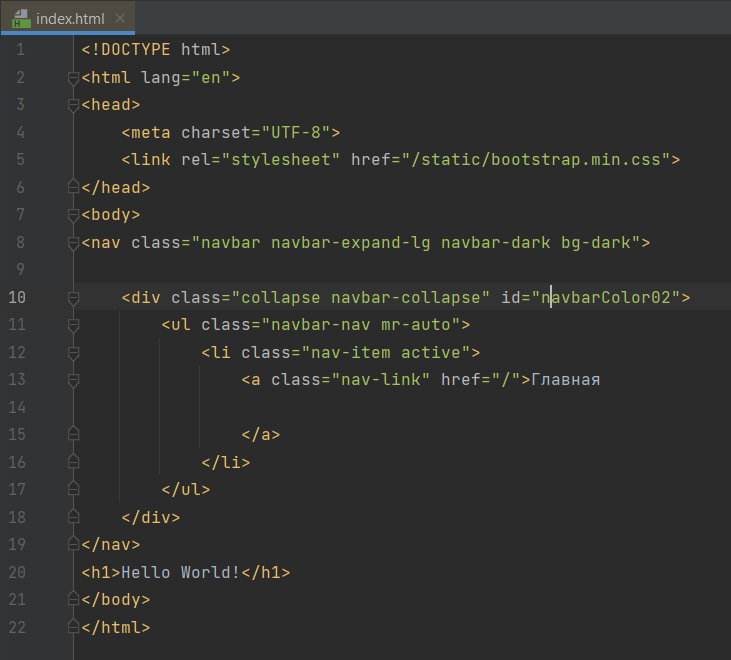 index.html
1 <!DOCTYPE html>
2 <html lang="en">
3 <head>
4 <meta charset="UTF-8">
5 <link rel="stylesheet" href="/static/bootstrap.min.css">
6 </head>
7 <body>
8 <nav class="navbar navbar-expand-lg navbar-dark bg-dark">
9
10 <div class="collapse navbar-collapse" id="navbarColor02">
11 <ul class="navbar-nav mr-auto">
12 <li class="nav-item active">
13 <a class="nav-link" href="/">Главная
14
15 </a>
16 </li>
17 </ul>
18 </div>
19 </nav>
20 <h1>Hello World!</h1>
21 </body>
22 </html>